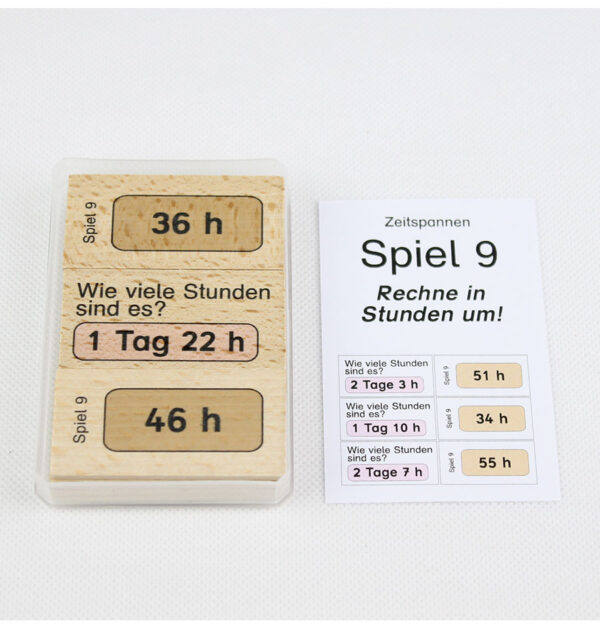 Spiel 9
36 h
Wie viele Stunden
sind es?
1 Tag 22 h
Spiel 9
46 h
Zeitspannen
Spiel 9
Rechne in
Stunden um!
Wie viele Stunden
sind es?
2 Tage 3 h
Spiel 9
51 h
Wie viele Stunden
sind es?
1 Tag 10 h
Spiel 9
34 h
Wie viele Stunden
sind es?
2 Tage 7 h
Spiel 9
55 h